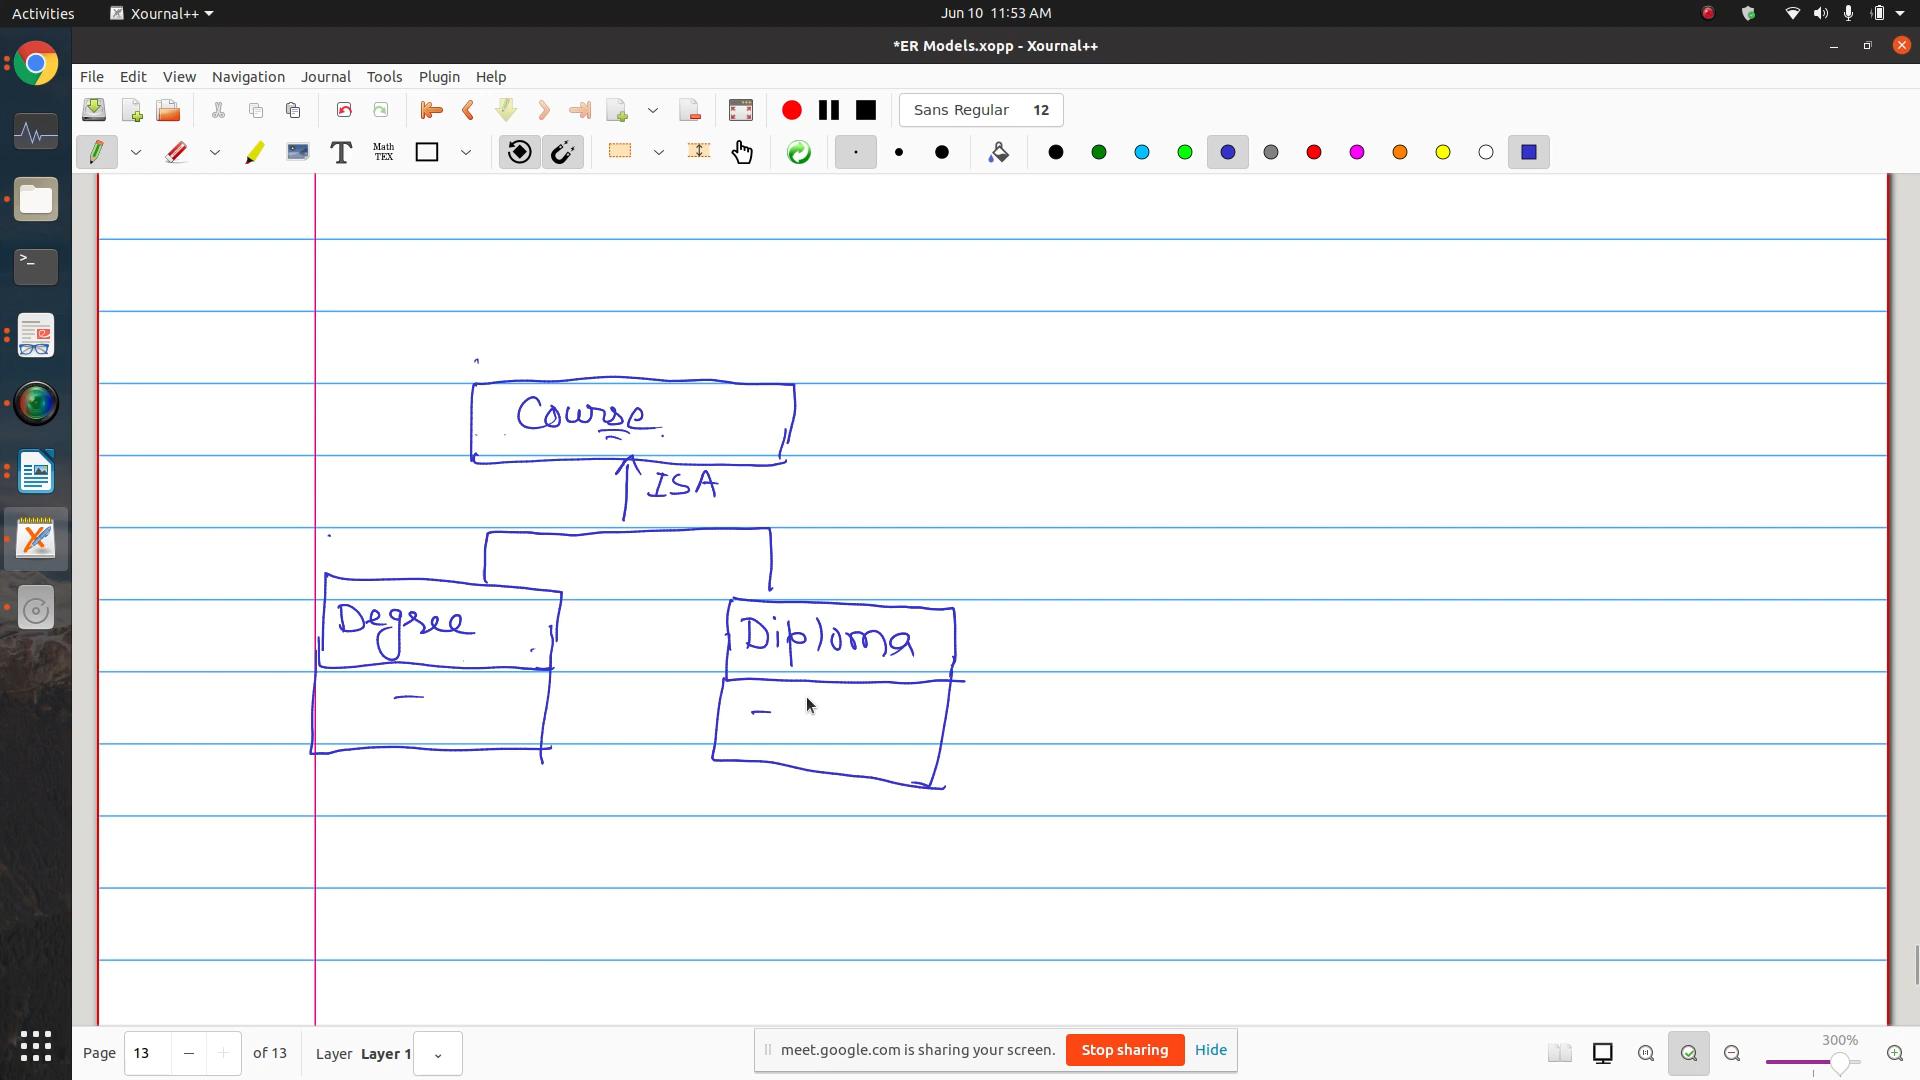 Activities Xournal++ Jun 10 11:53 AM
*ER Models.xopp - Xournal++
File Edit View Navigation Journal Tools Plugin Help
Sans Regular 12
Math TEX
Course
ISA
Degree
Diploma
Page 13 of 13 Layer Layer 1
meet.google.com is sharing your screen. Stop sharing Hide
300%